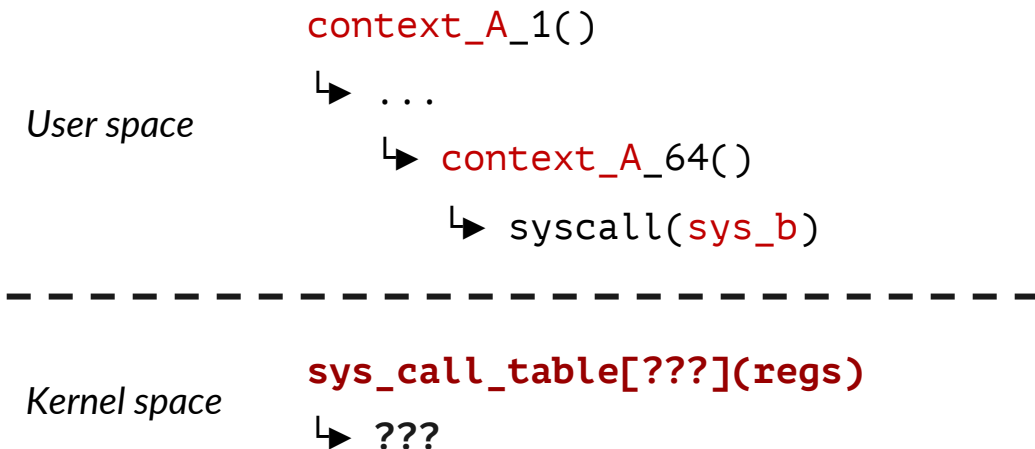 context_A_1()
...
User space
context_A_64()
syscall(sys_b)
sys_call_table[???](regs)
Kernel space
???